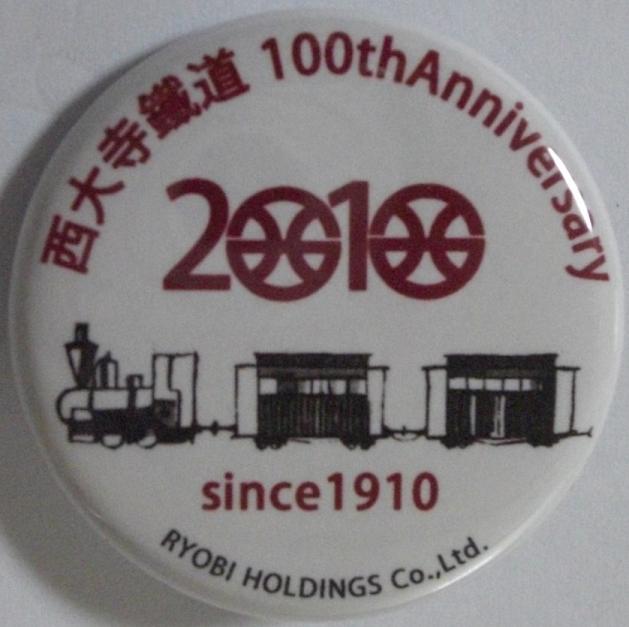 西大寺鐵道 100thAnniversary
2010
since1910
RYOBI HOLDINGS Co.,Ltd.